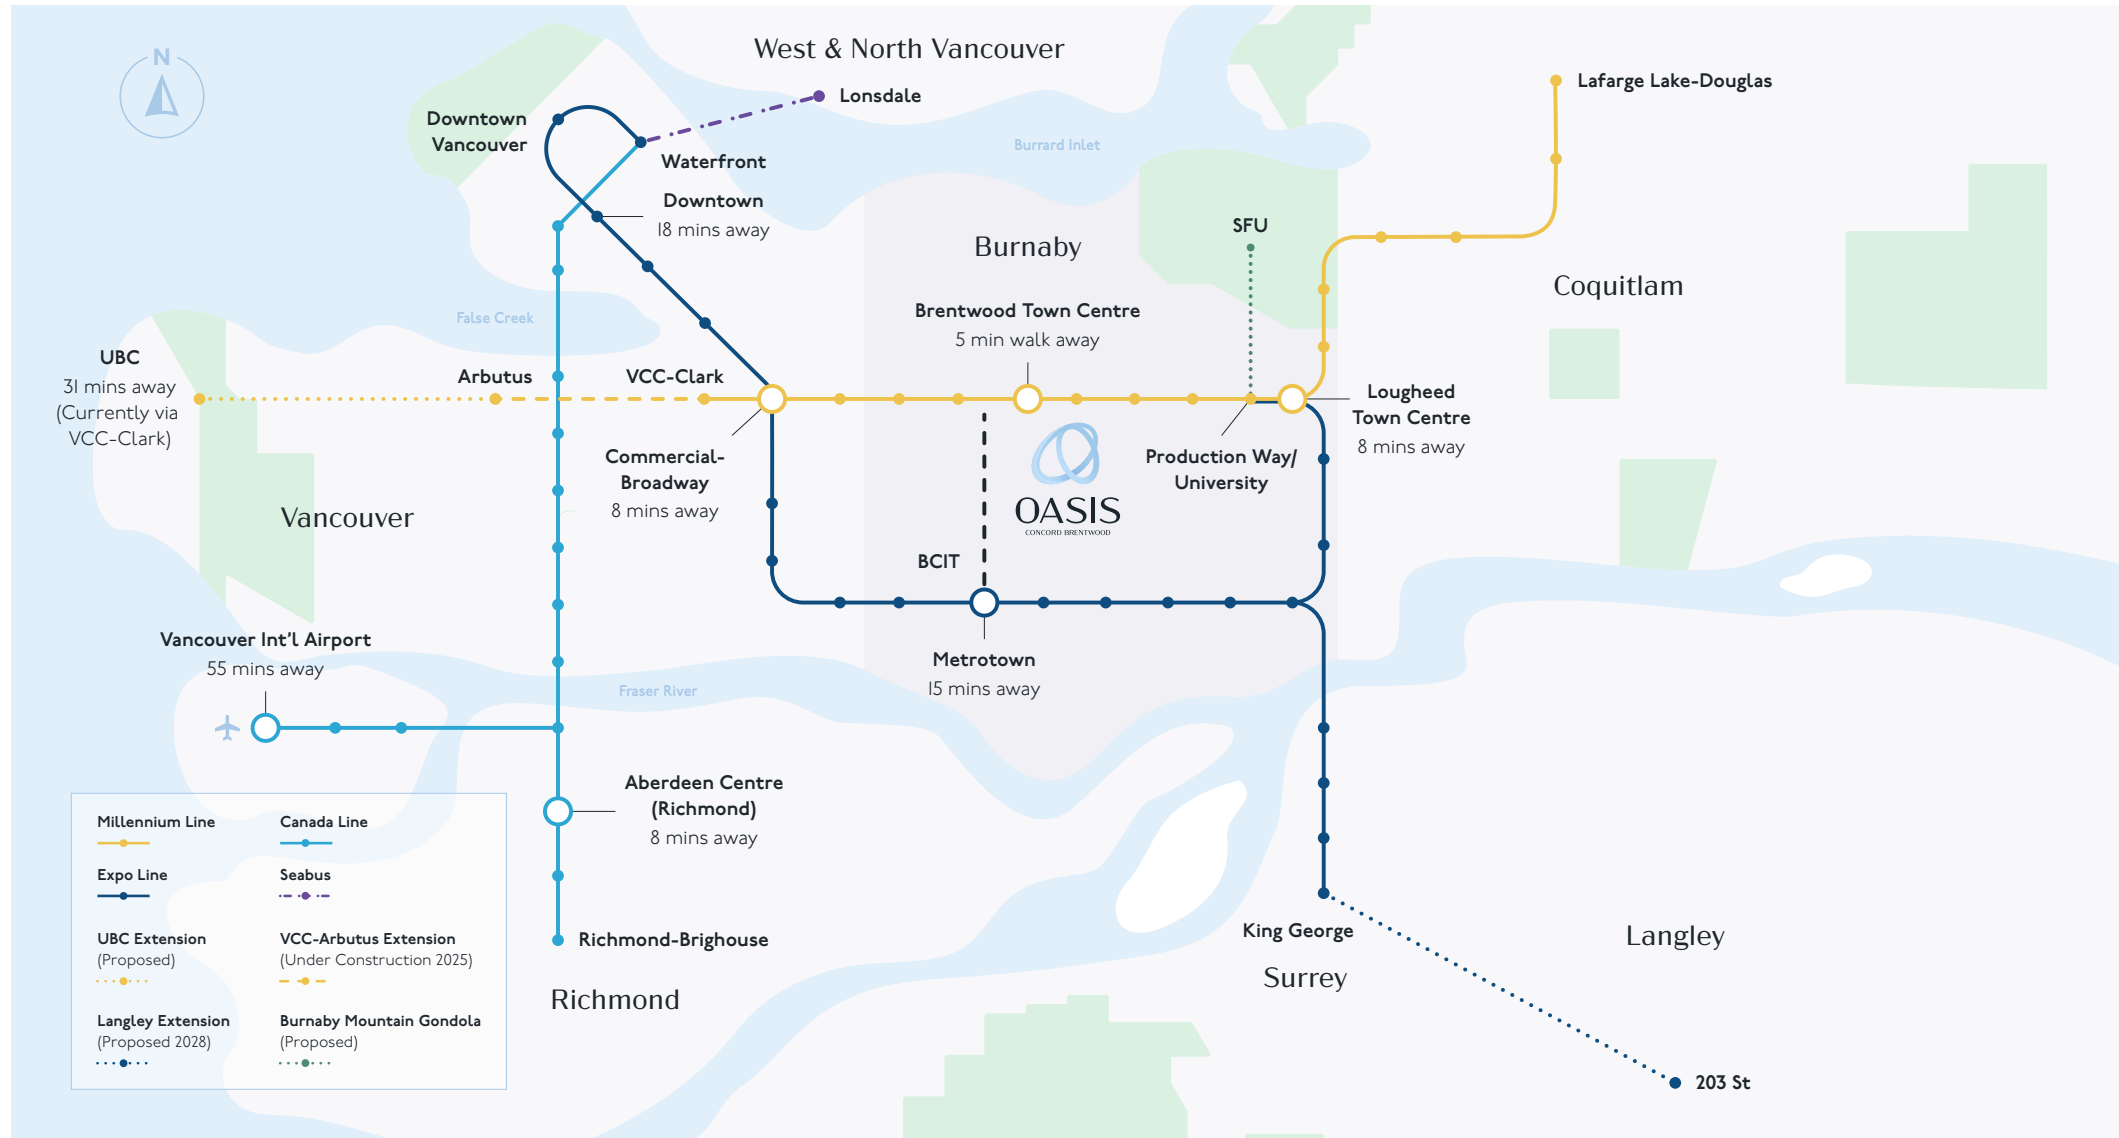 N
West & North Vancouver
Lonsdale
Lafarge Lake-Douglas
Downtown
Vancouver
Waterfront
Burrard Inlet
Downtown
18 mins away
SFU
Burnaby
Coquitlam
Brentwood Town Centre
5 min walk away
False Creek
UBC
31 mins away
(Currently via
VCC-Clark)
Arbutus
VCC-Clark
Lougheed
Town Centre
8 mins away
Commercial-
Broadway
8 mins away
Production Way/
University
OASIS
CONCORD BRENTWOOD
Vancouver
BCIT
Vancouver Int'l Airport
55 mins away
Metrotown
15 mins away
Fraser River
Aberdeen Centre
(Richmond)
8 mins away
Millennium Line
Canada Line
Expo Line
Seabus
UBC Extension
(Proposed)
VCC-Arbutus Extension
(Under Construction 2025)
Langley Extension
(Proposed 2028)
Burnaby Mountain Gondola
(Proposed)
Richmond-Brighouse
Richmond
King George
Surrey
Langley
203 St